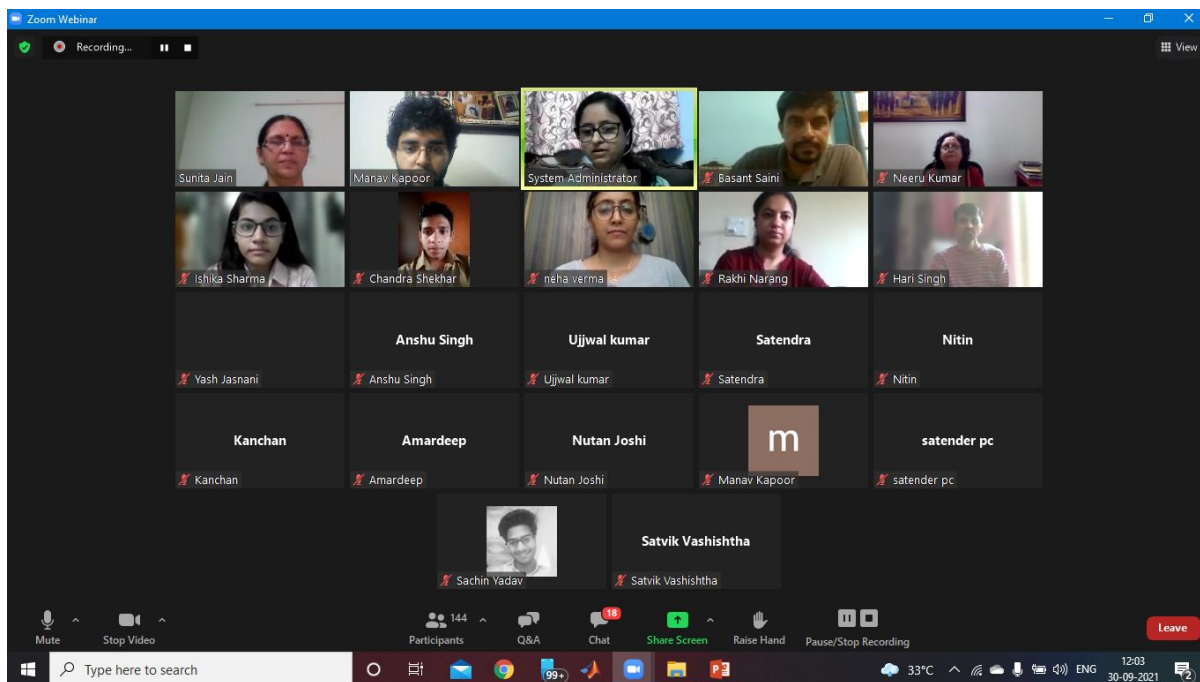 Zoom Webinar
Recording...
View
Sunita Jain
Manav Kapoor
System Administrator
Basant Saini
Neeru Kumar
Ishika Sharma
Chandra Shekhar
neha verma
Rakhi Narang
Hari Singh
Yash Jasnani
Anshu Singh
Anshu Singh
Ujjwal kumar
Ujjwal kumar
Satendra
Satendra
Nitin
Nitin
Kanchan
Kanchan
Amardeep
Amardeep
Nutan Joshi
Nutan Joshi
m
Manav Kapoor
satender pc
satender pc
Sachin Yadav
Satvik Vashishtha
Satvik Vashishtha
Mute
Stop Video
144
Participants
Q&A
18
Chat
Share Screen
Raise Hand
Pause/Stop Recording
Leave
Type here to search
99+
33°C
ENG
12:03
30-09-2021
2